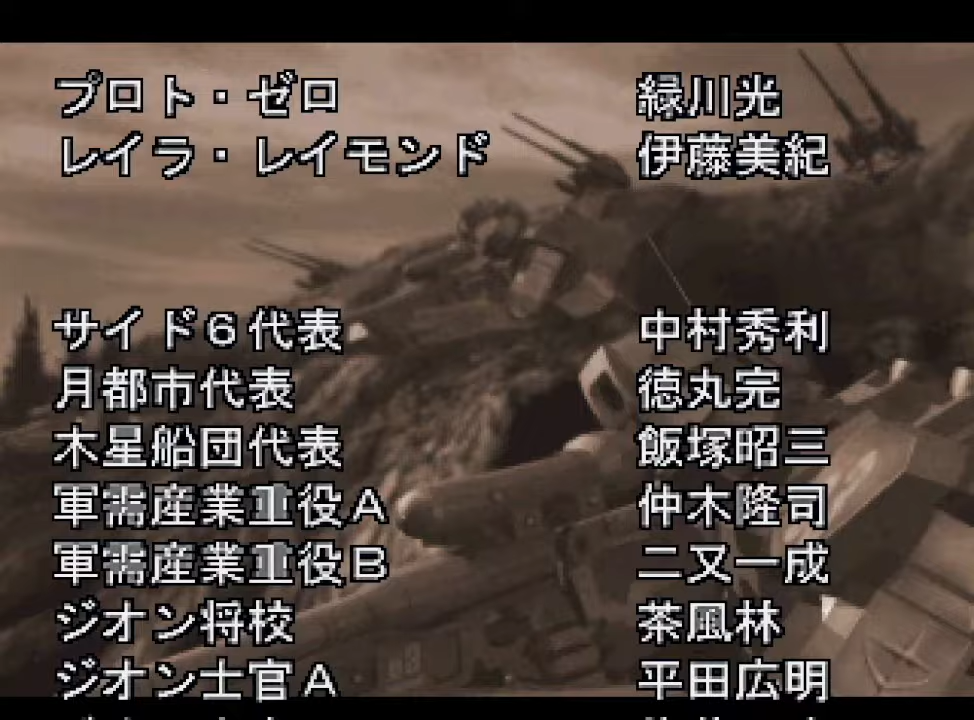 プロト・ゼロ 緑川光
レイラ・レイモンド 伊藤美紀
サイド6代表 中村秀利
月都市代表 徳丸完
木星船団代表 飯塚昭三
軍需産業重役A 仲木隆司
軍需産業重役B 二又一成
ジオン将校 茶風林
ジオン士官A 平田広明